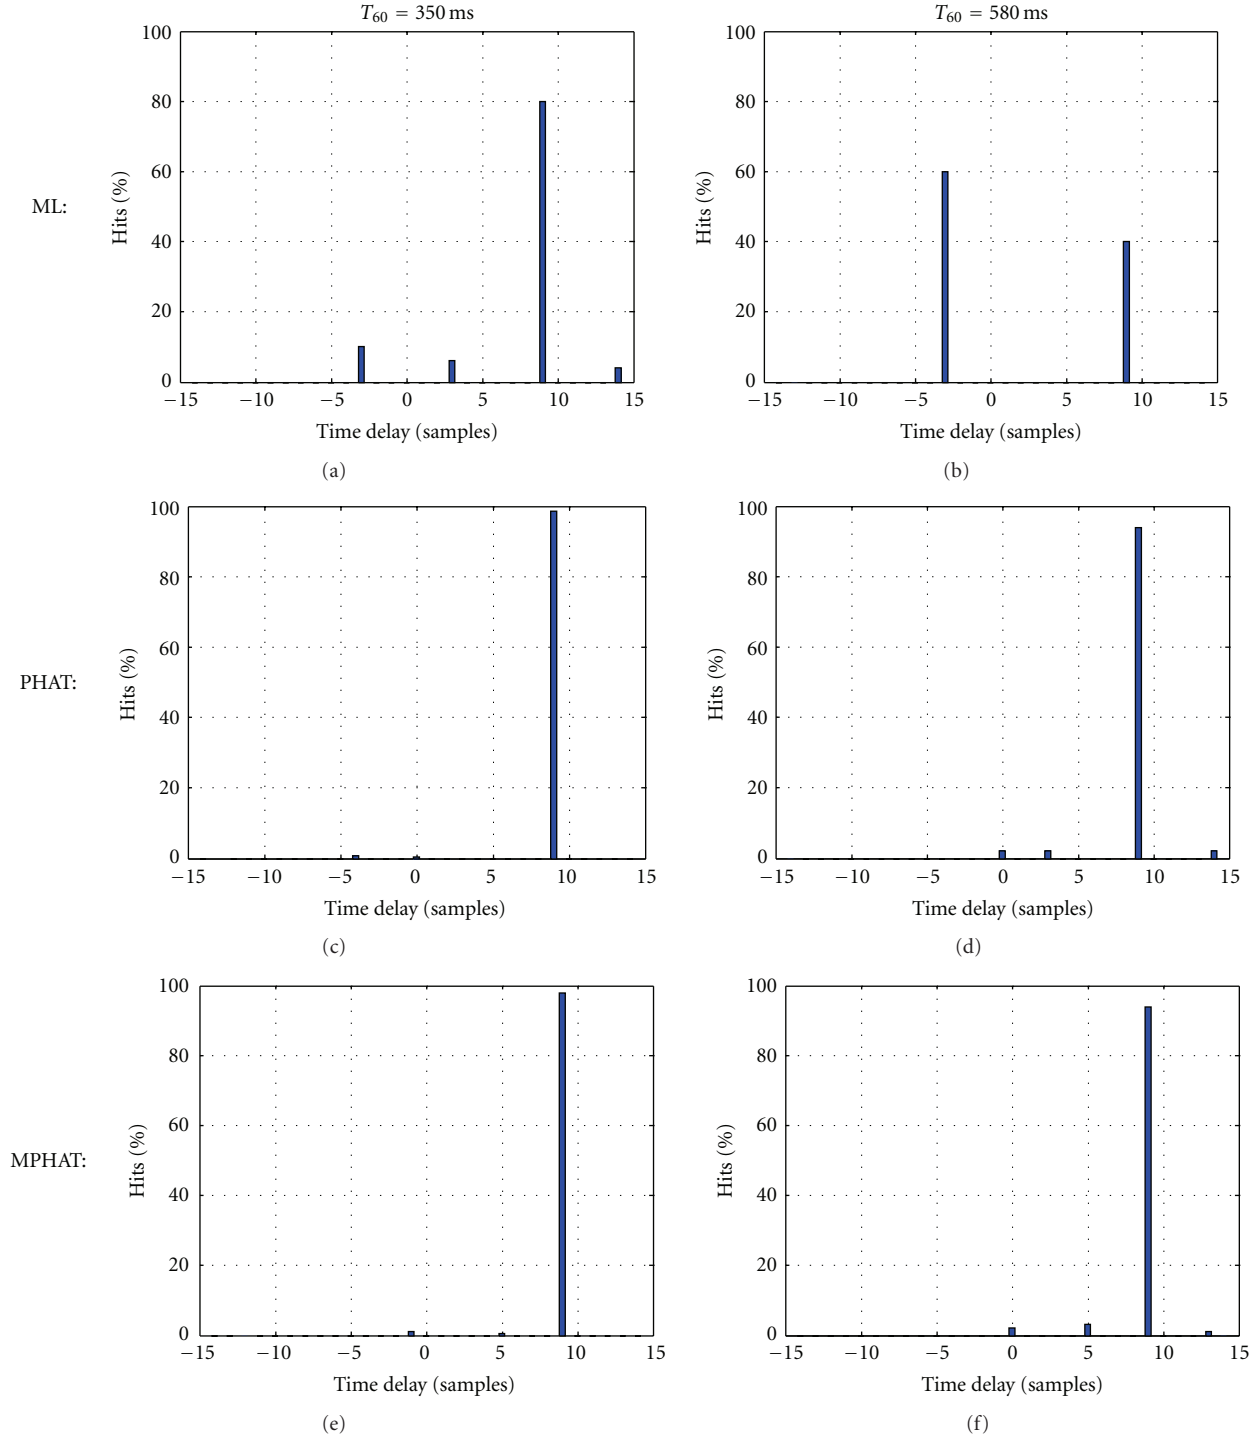 T60 = 350 ms
T60 = 580 ms
ML:
Hits (%)
100
80
60
40
20
0
−15 −10 −5 0 5 10 15
Time delay (samples)
(a)
Hits (%)
100
80
60
40
20
0
−15 −10 −5 0 5 10 15
Time delay (samples)
(b)
PHAT:
Hits (%)
100
80
60
40
20
0
−15 −10 −5 0 5 10 15
Time delay (samples)
(c)
Hits (%)
100
80
60
40
20
0
−15 −10 −5 0 5 10 15
Time delay (samples)
(d)
MPHAT:
Hits (%)
100
80
60
40
20
0
−15 −10 −5 0 5 10 15
Time delay (samples)
(e)
Hits (%)
100
80
60
40
20
0
−15 −10 −5 0 5 10 15
Time delay (samples)
(f)